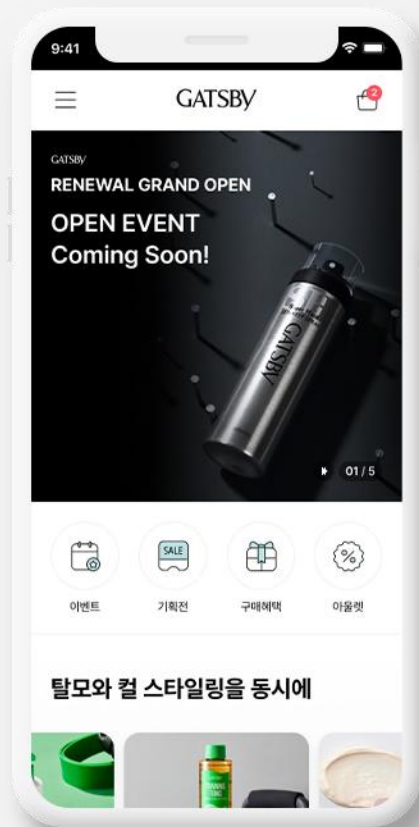 9:41
GATSBY
2
GATSBY
RENEWAL GRAND OPEN
OPEN EVENT
Coming Soon!
GATSBY
01 / 5
SALE
이벤트
기획전
구매혜택
아울렛
탈모와 컬 스타일링을 동시에